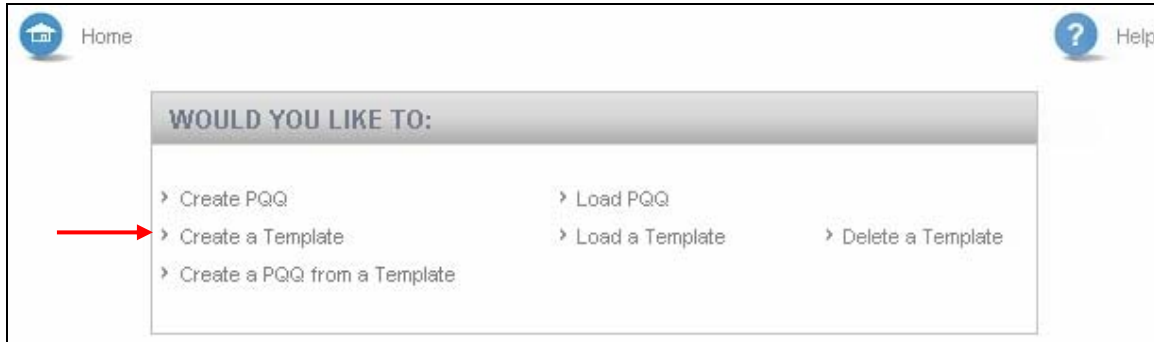 Home
? Help
WOULD YOU LIKE TO:
> Create PQQ > Load PQQ
> Create a Template > Load a Template > Delete a Template
> Create a PQQ from a Template